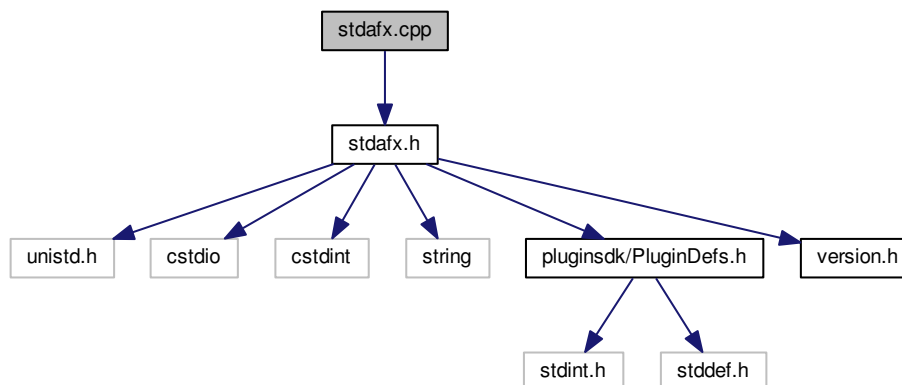 stdafx.cpp
stdafx.h
unistd.h
cstdio
cstdint
string
pluginsdk/PluginDefs.h
version.h
stdint.h
stddef.h